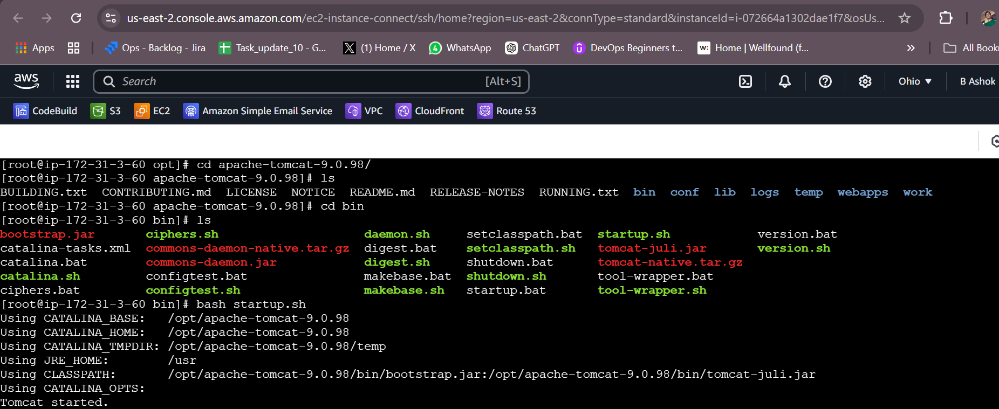 us-east-2.console.aws.amazon.com/ec2-instance-connect/ssh/home?region=us-east-2&connType=standard&instanceId=i-072664a1302dae1f7&osUs...
Apps Ops - Backlog - Jira Task_update_10 - G... X (1) Home / X 4 WhatsApp ChatGPT DevOps Beginners t... w: Home | Wellfound (f... » All Book
aws Search [Alt+S] Ohio ▼ B Ashok
CodeBuild S3 EC2 Amazon Simple Email Service VPC CloudFront Route 53
[root@ip-172-31-3-60 opt]# cd apache-tomcat-9.0.98/
[root@ip-172-31-3-60 apache-tomcat-9.0.98]# ls
BUILDING.txt CONTRIBUTING.md LICENSE NOTICE README.md RELEASE-NOTES RUNNING.txt bin conf lib logs temp webapps work
[root@ip-172-31-3-60 apache-tomcat-9.0.98]# cd bin
[root@ip-172-31-3-60 bin]# ls
bootstrap.jar ciphers.sh daemon.sh setclasspath.bat startup.sh version.bat
catalina-tasks.xml commons-daemon-native.tar.gz digest.bat setclasspath.sh tomcat-juli.jar version.sh
catalina.bat commons-daemon.jar digest.sh shutdown.bat tomcat-native.tar.gz
catalina.sh configtest.bat makebase.bat shutdown.sh tool-wrapper.bat
ciphers.bat configtest.sh makebase.sh startup.bat tool-wrapper.sh
[root@ip-172-31-3-60 bin]# bash startup.sh
Using CATALINA_BASE: /opt/apache-tomcat-9.0.98
Using CATALINA_HOME: /opt/apache-tomcat-9.0.98
Using CATALINA_TMPDIR: /opt/apache-tomcat-9.0.98/temp
Using JRE_HOME: /usr
Using CLASSPATH: /opt/apache-tomcat-9.0.98/bin/bootstrap.jar:/opt/apache-tomcat-9.0.98/bin/tomcat-juli.jar
Using CATALINA_OPTS:
Tomcat started.